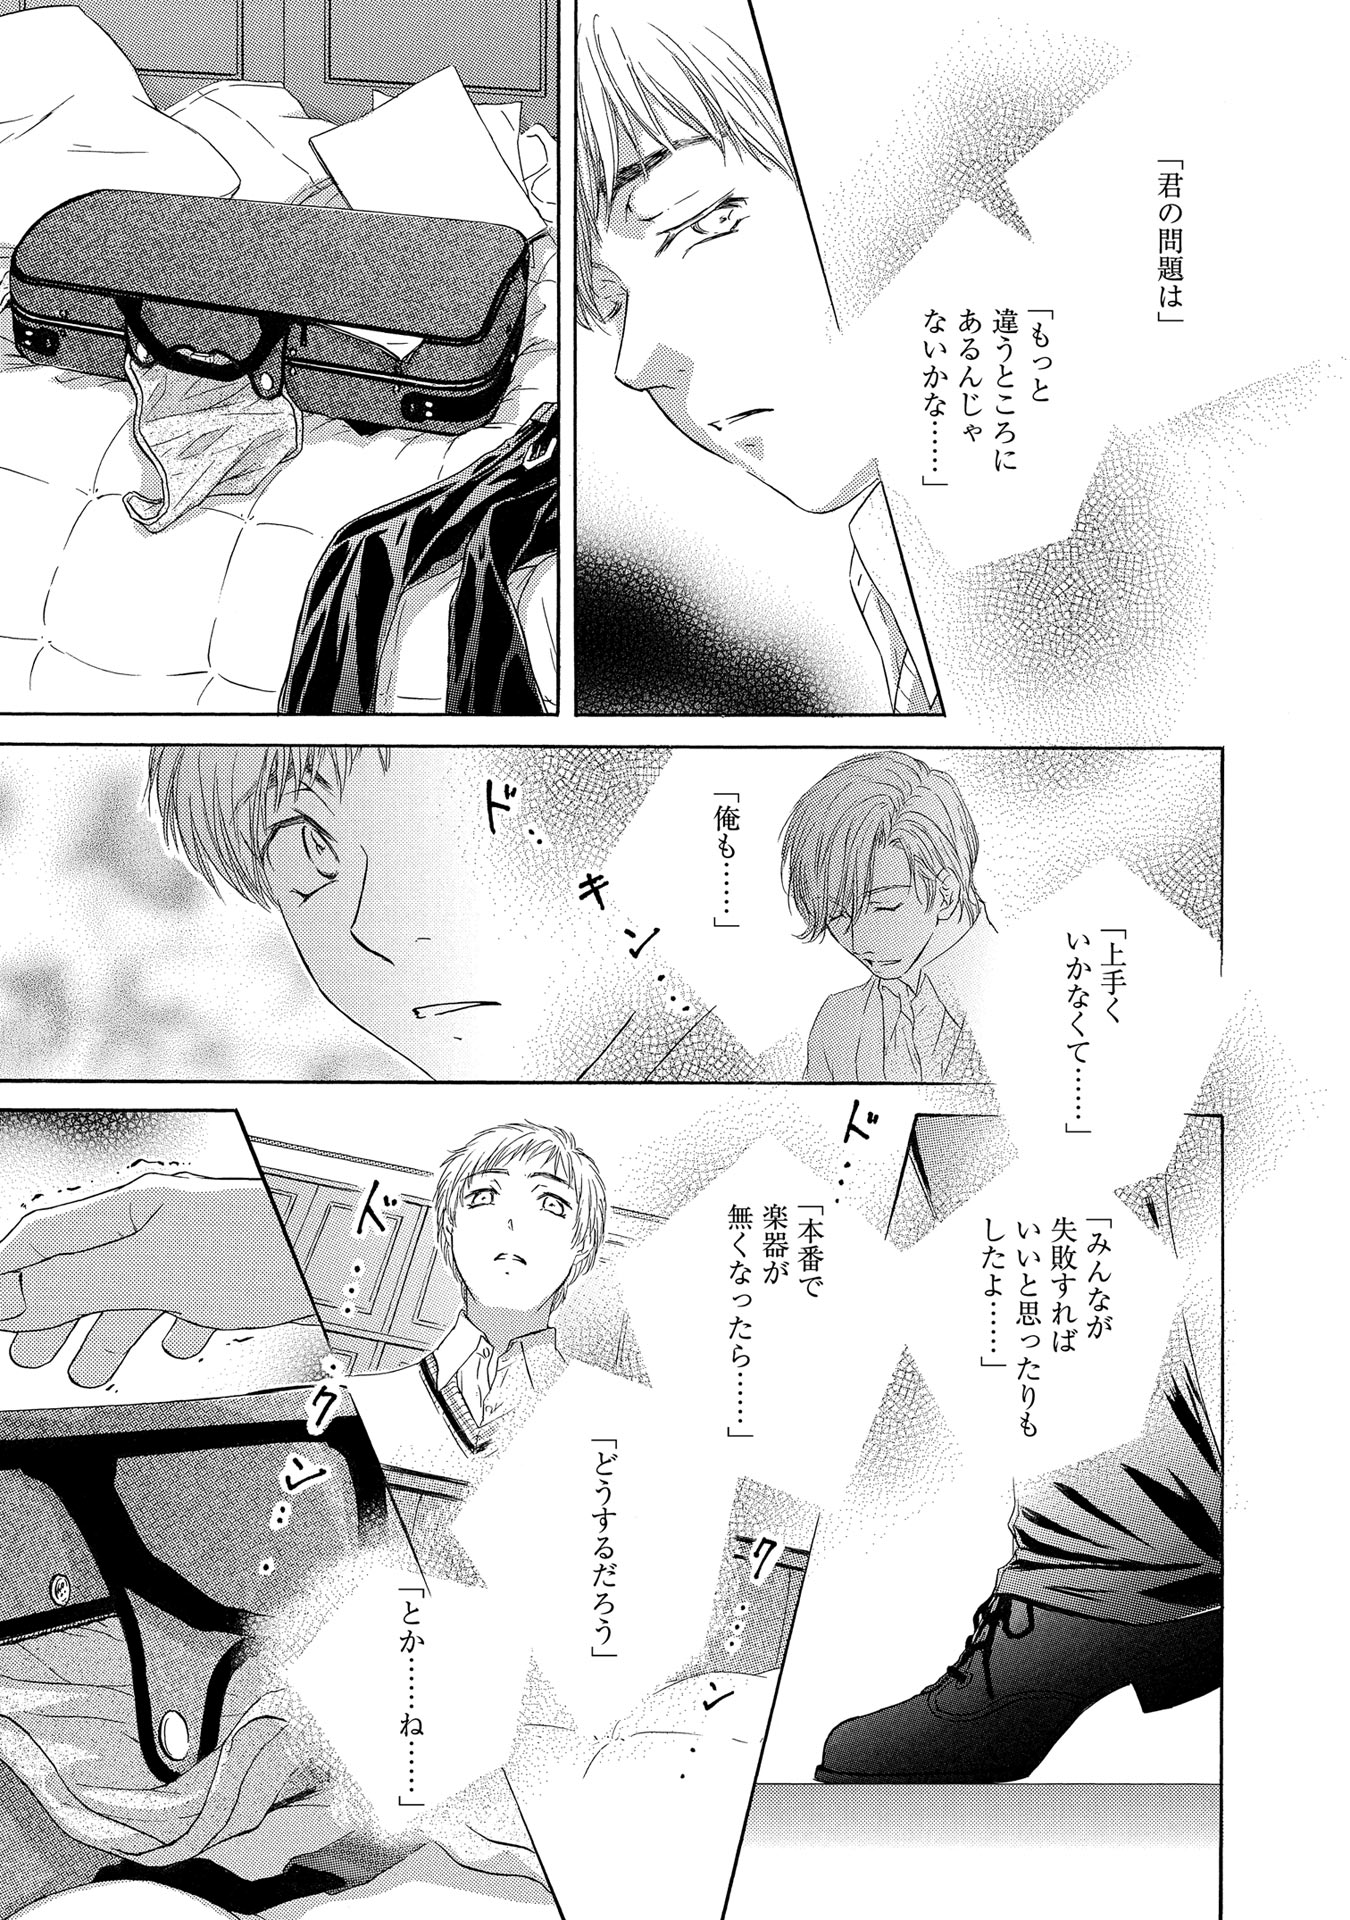 「君の問題は」
「もっと
違うところに
あるんじゃ
ないかな……」
「上手く
いかなくて……」
「俺も……」
ド…
キン…
「みんなが
失敗すれば
いいと思ったりも
したよ……」
ド…
ク…
ン…
「本番で
楽器が
無くなったら……」
「どうするだろう」
ド…
ク…
ン…
「とか……ね……」